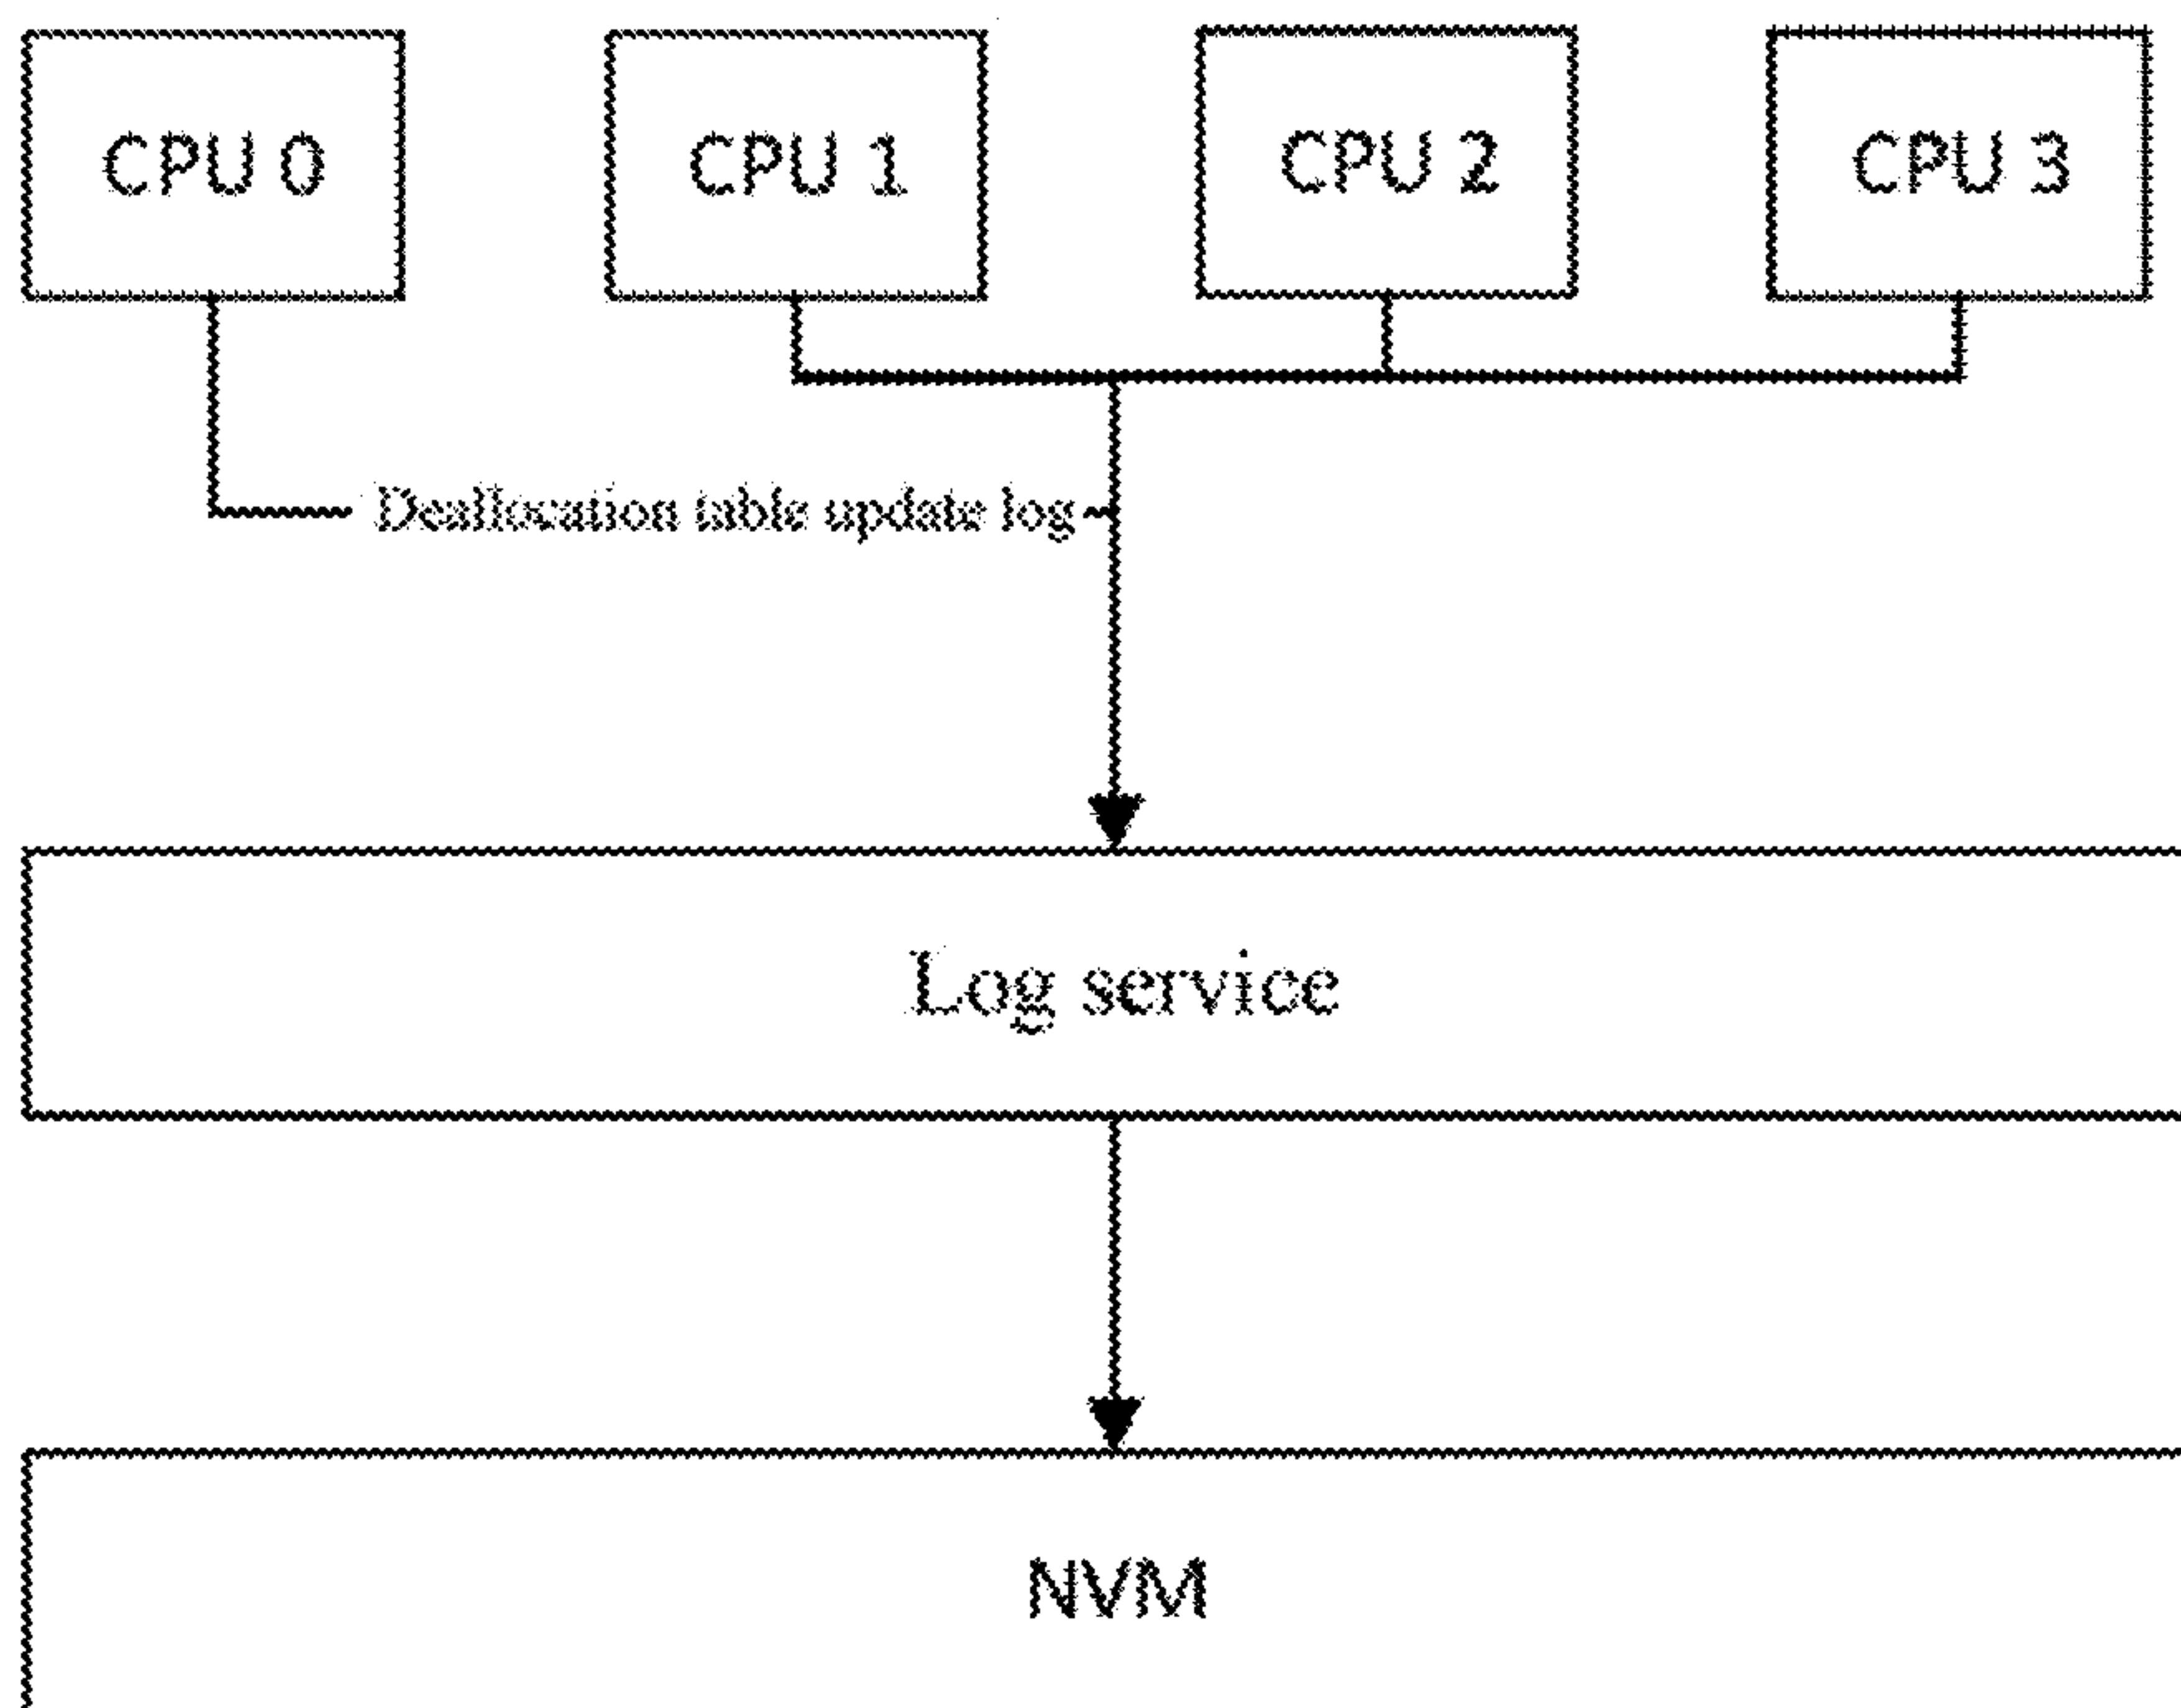 CPU 0
CPU 1
CPU 2
CPU 3
Deallocation table update log
Log service
NVM